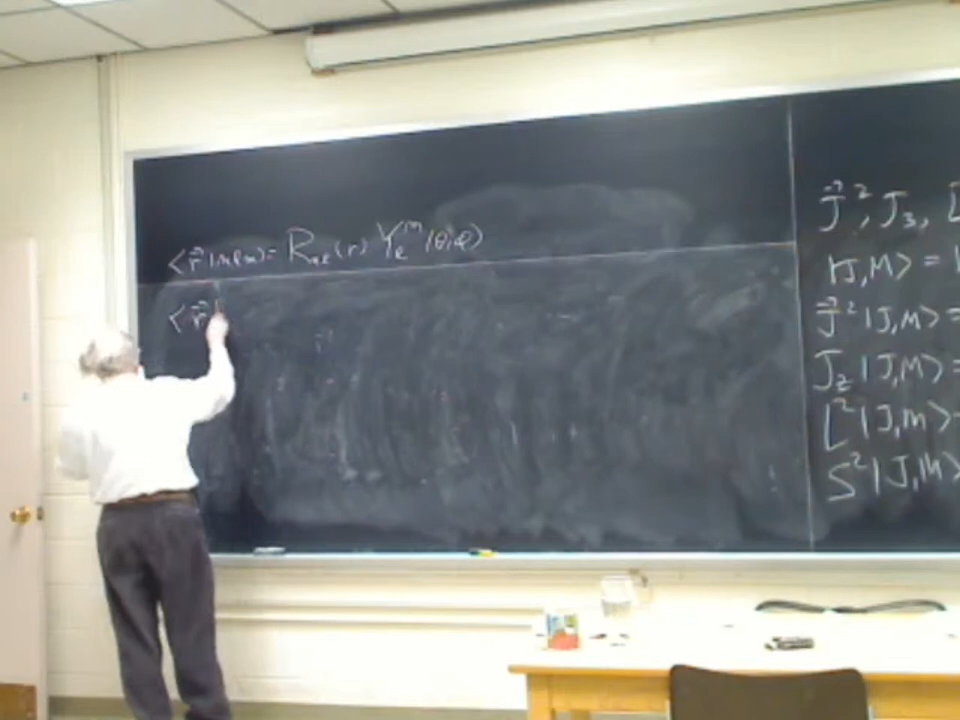 <r⃗|nlm> = R_nl(r) Y_l^m(θ,φ)
<r⃗|
J⃗², J₃, L
|J,M> = |
J⃗²|J,M> =
J_z|J,M> =
L²|J,M> =
S²|J,M>